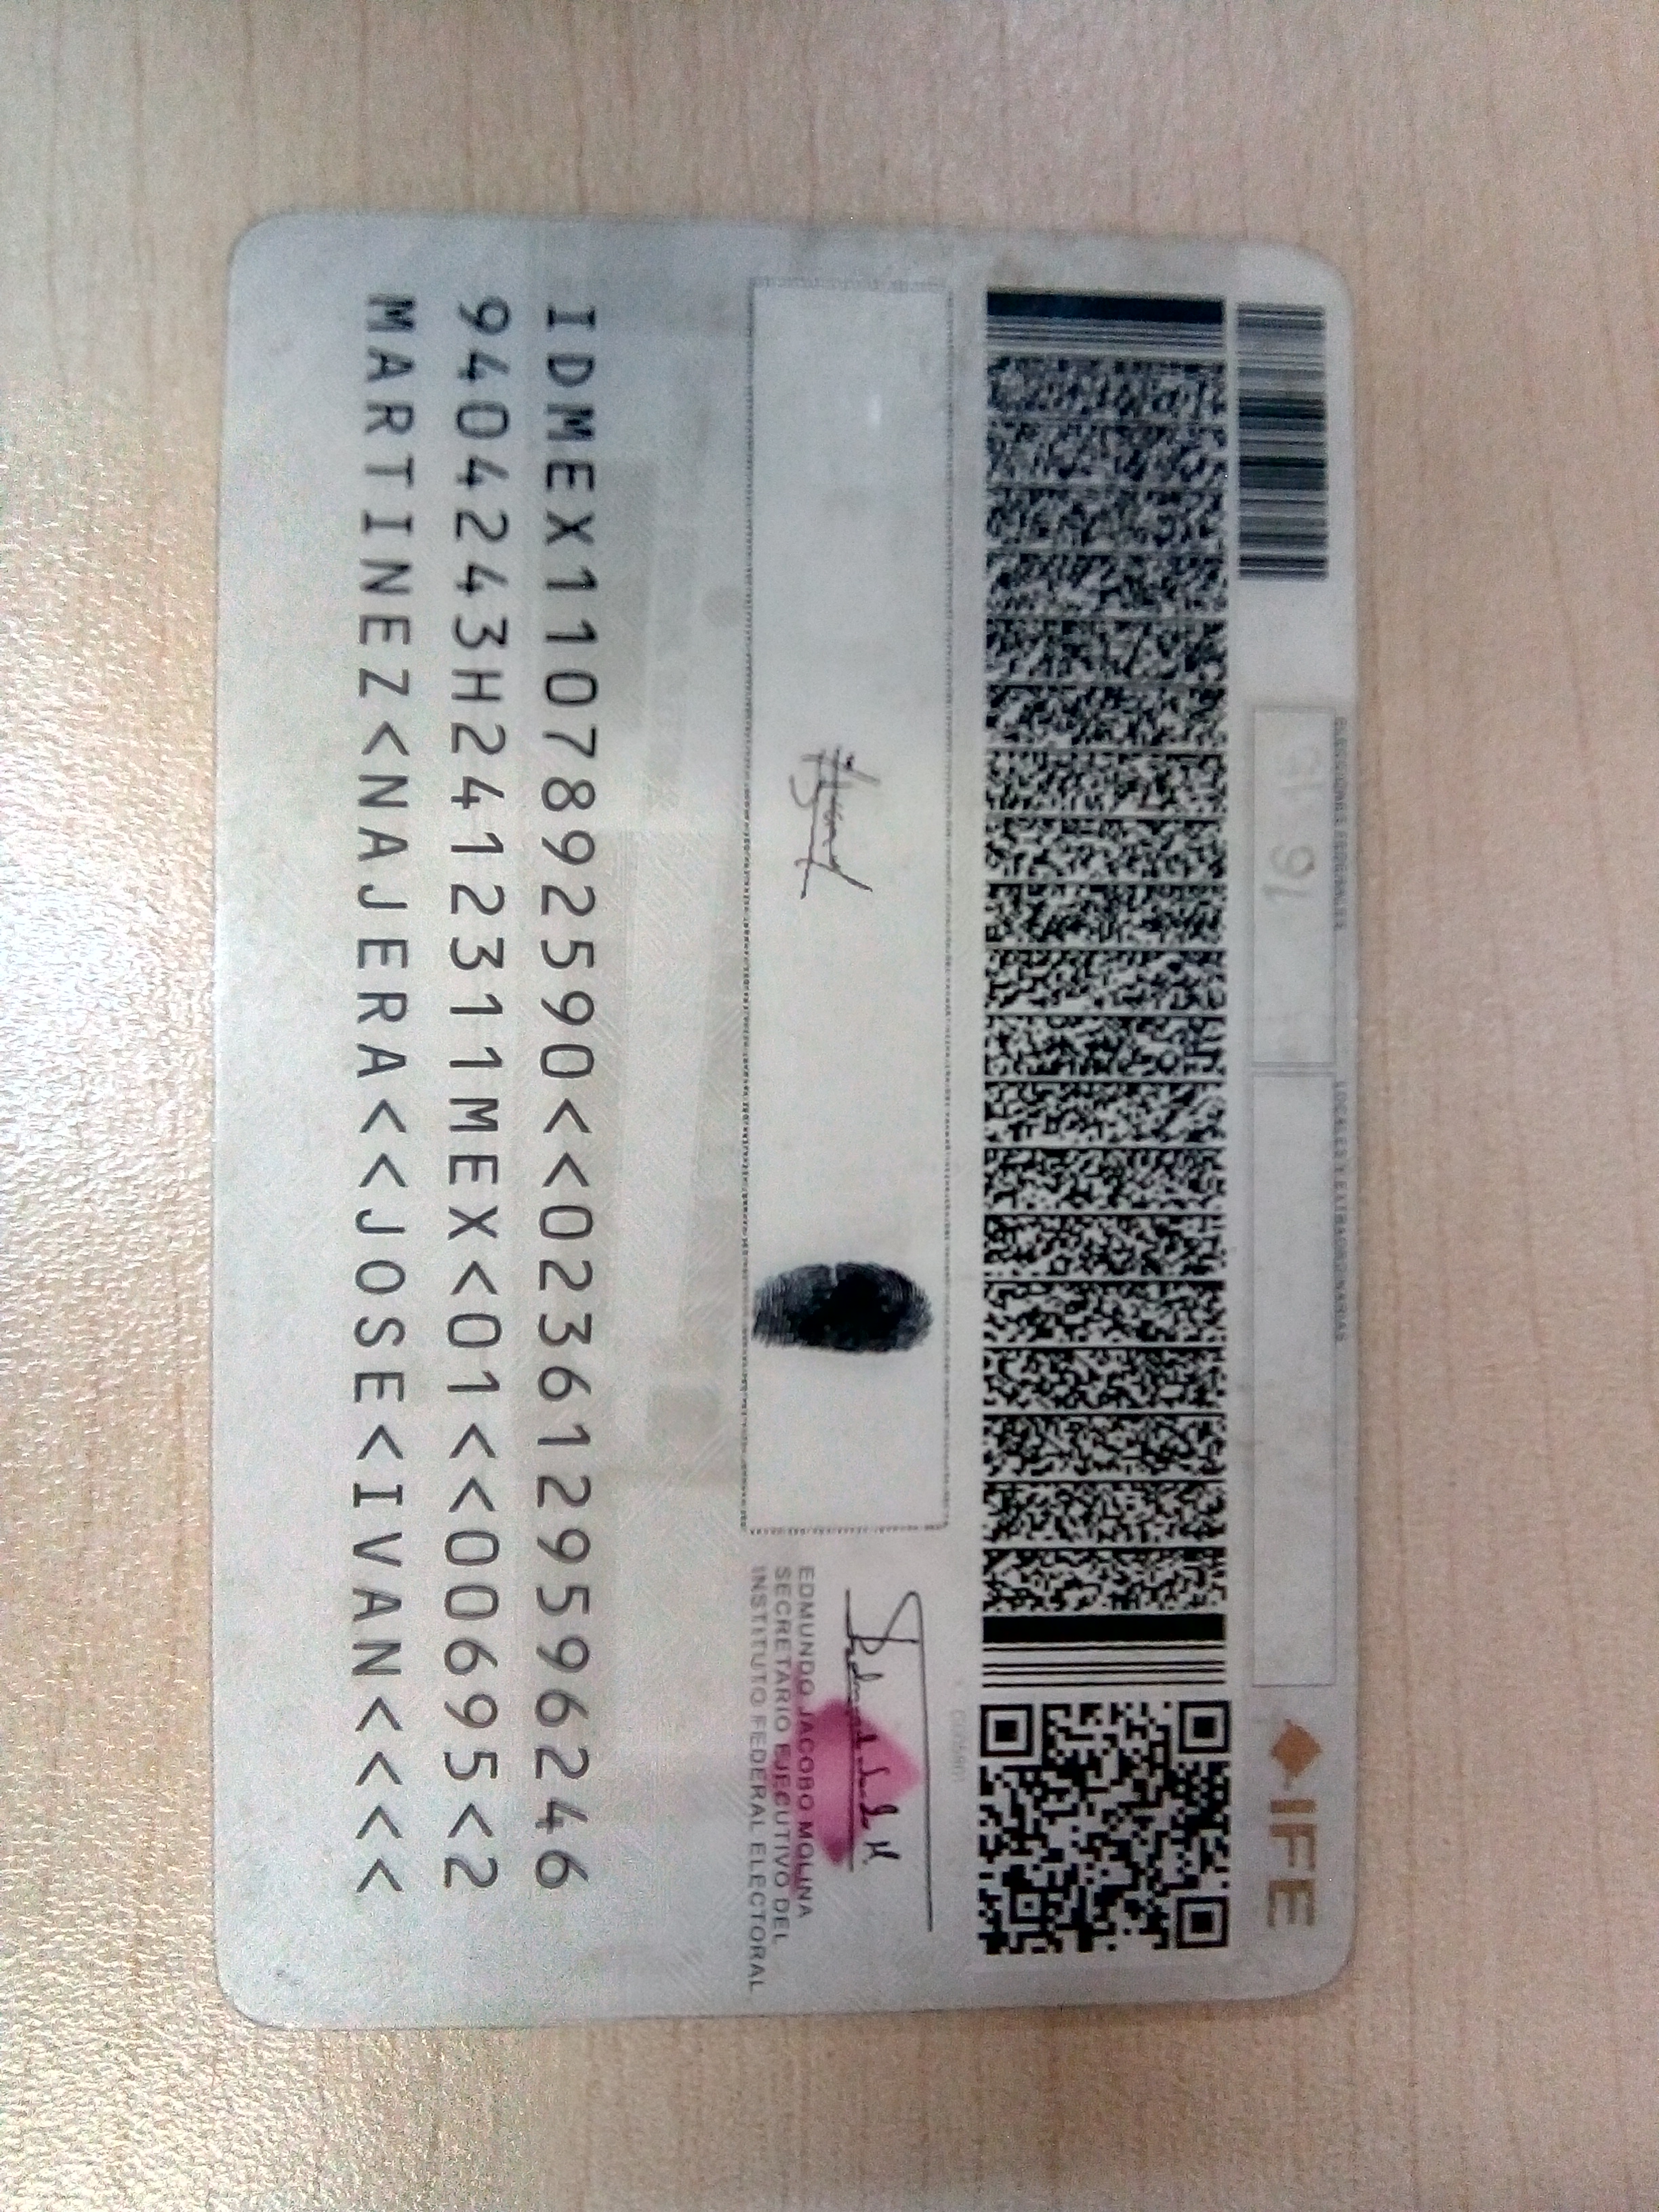 ELECCIONES FEDERALES
LOCALES Y EXTRAORDINARIAS
IFE
16 15
EDMUNDO JACOBO MOLINA
SECRETARIO EJECUTIVO DEL
INSTITUTO FEDERAL ELECTORAL
IDMEX1107892590<<0236129596246
9404243H2412311MEX<01<<00695<2
MARTINEZ<NAJERA<<JOSE<IVAN<<<<